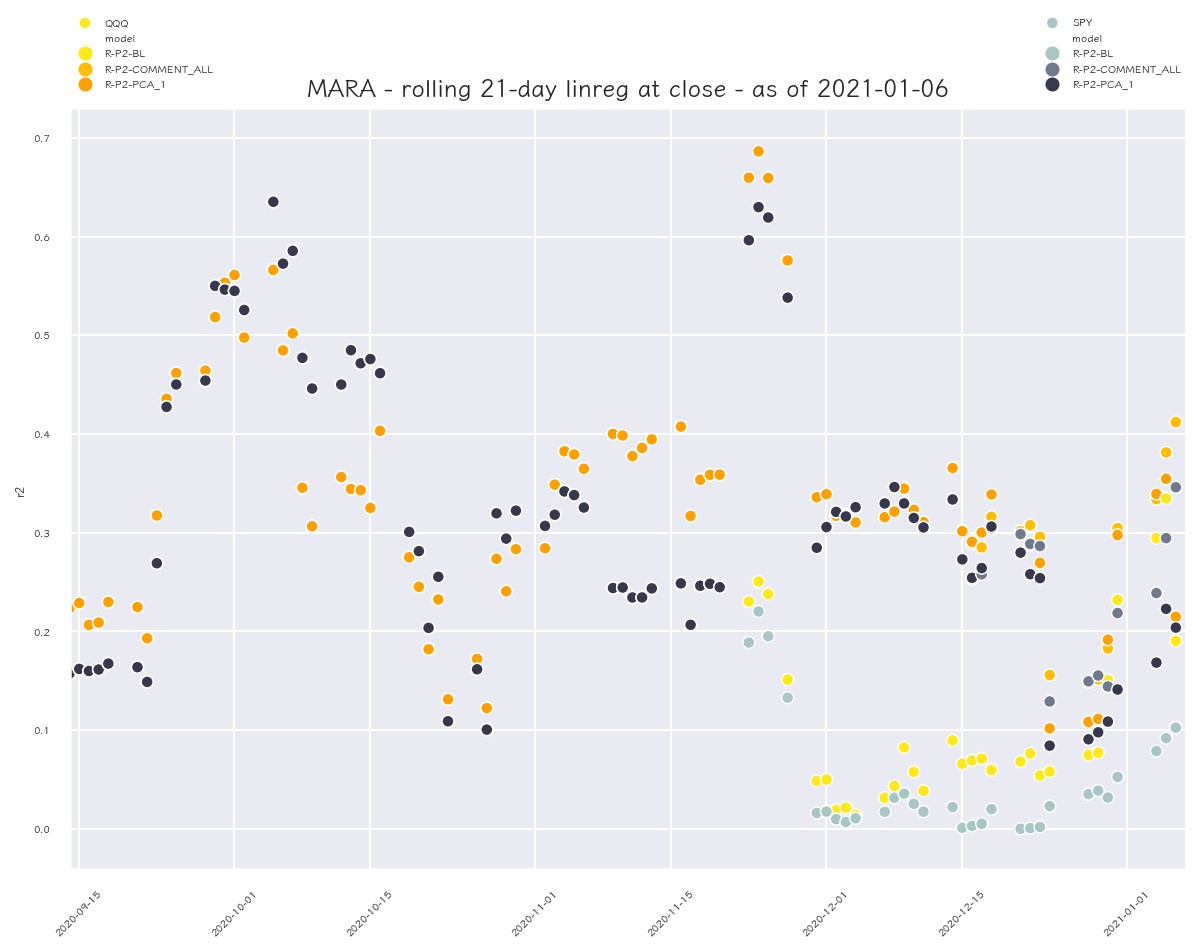 QQQ
model
R-P2-BL
R-P2-COMMENT_ALL
R-P2-PCA_1
SPY
model
R-P2-BL
R-P2-COMMENT_ALL
R-P2-PCA_1
MARA - rolling 21-day linreg at close - as of 2021-01-06
0.7
0.6
0.5
0.4
0.3
0.2
0.1
0.0
r2
2020-09-15
2020-10-01
2020-10-15
2020-11-01
2020-11-15
2020-12-01
2020-12-15
2021-01-01